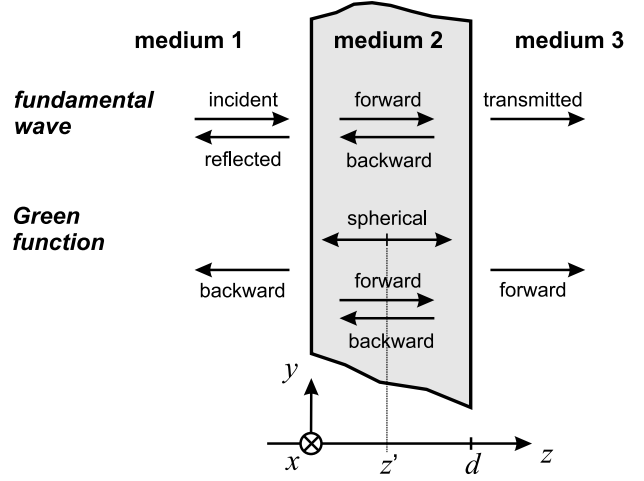 medium 1 medium 2 medium 3
fundamental incident forward transmitted
wave
reflected backward
Green spherical
function
forward
backward forward
backward
y
x z' d z